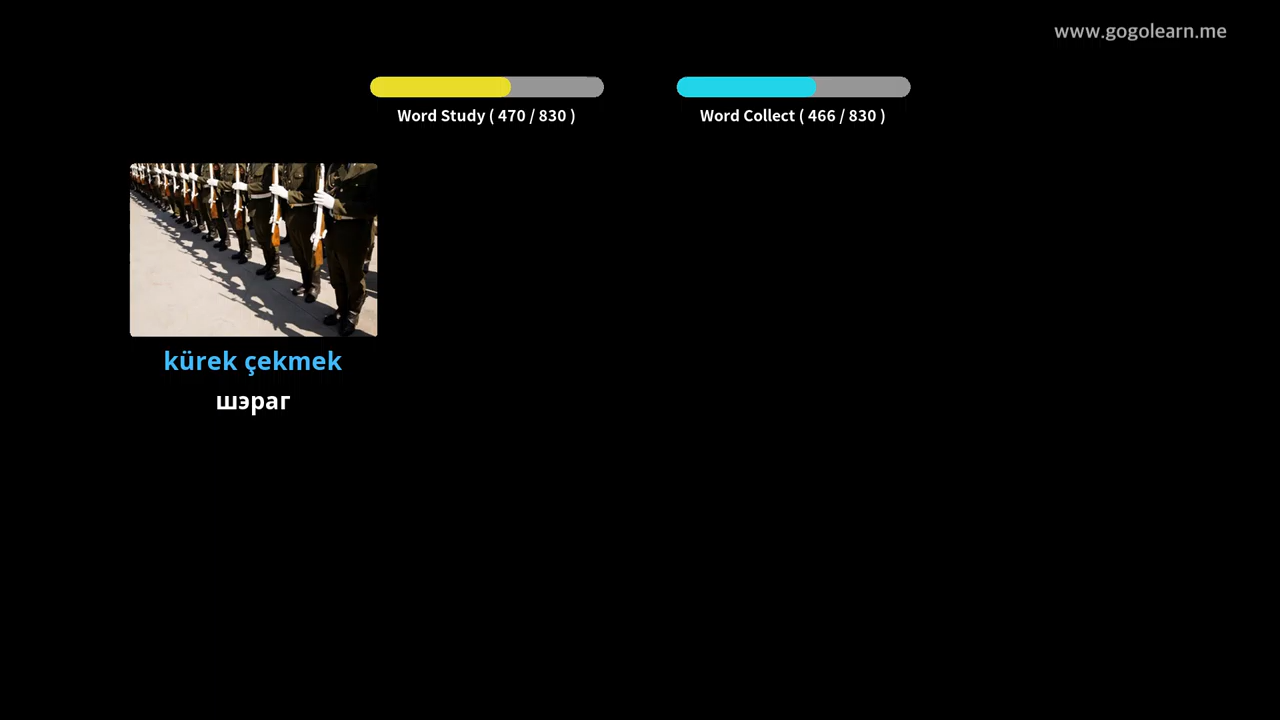 www.gogolearn.me
Word Study ( 470 / 830 )
Word Collect ( 466 / 830 )
kürek çekmek
шэраг